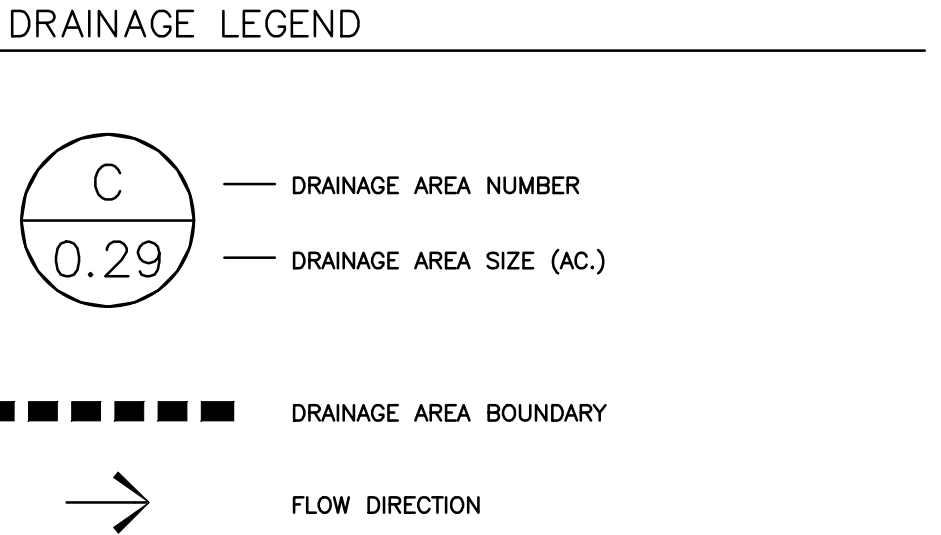 DRAINAGE LEGEND
C
DRAINAGE AREA NUMBER
0.29
DRAINAGE AREA SIZE (AC.)
DRAINAGE AREA BOUNDARY
FLOW DIRECTION